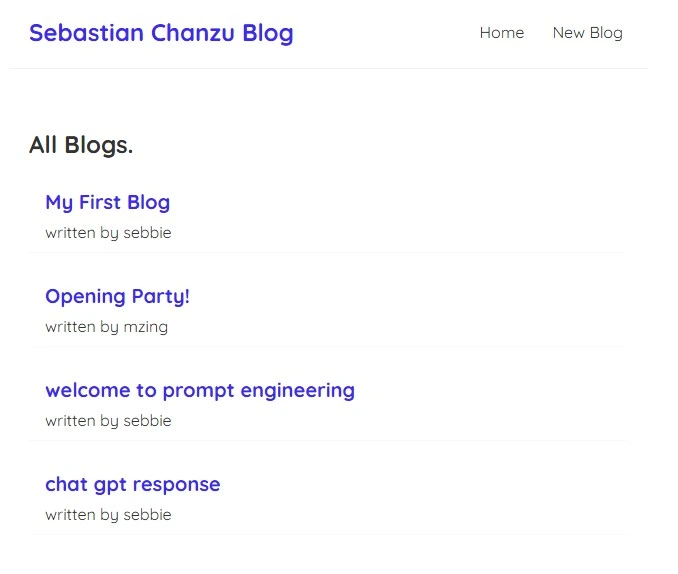 Sebastian Chanzu Blog
Home New Blog
All Blogs.
My First Blog
written by sebbie
Opening Party!
written by mzing
welcome to prompt engineering
written by sebbie
chat gpt response
written by sebbie